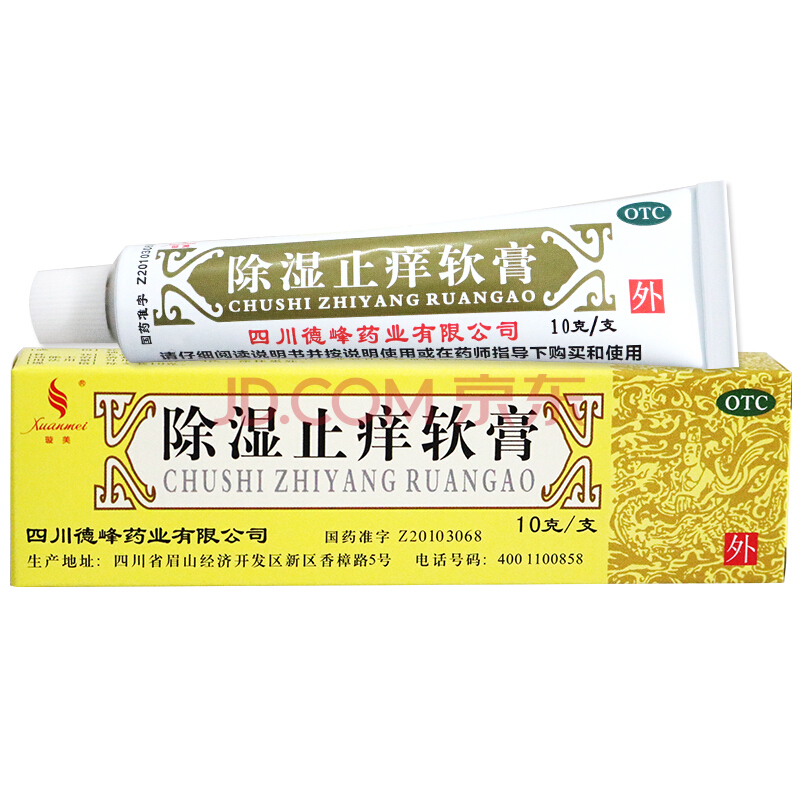 OTC
国药准字 Z20103068
除湿止痒软膏
CHUSHI ZHIYANG RUANGAO
外
四川德峰药业有限公司 10克/支
请仔细阅读说明书并按说明使用或在药师指导下购买和使用
JD.COM 京东
Xuanmei ®
璇美
除湿止痒软膏
CHUSHI ZHIYANG RUANGAO
OTC
四川德峰药业有限公司 国药准字 Z20103068 10克/支
生产地址：四川省眉山经济开发区新区香樟路5号 电话号码：400 1100858
外